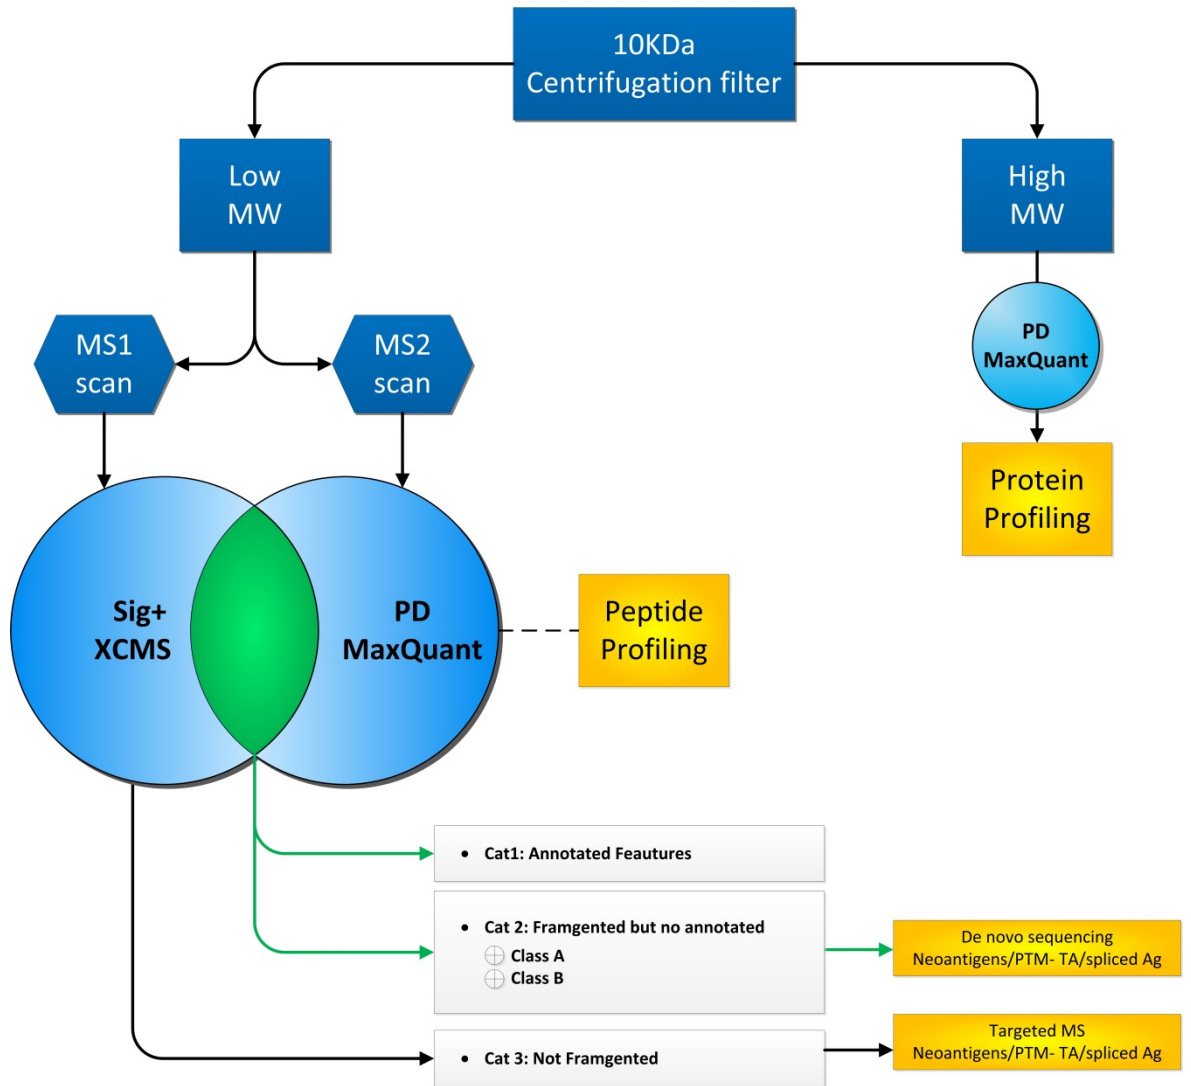 10KDa
Centrifugation filter
Low
MW
High
MW
MS1
scan
MS2
scan
PD
MaxQuant
Protein
Profiling
Sig+
XCMS
PD
MaxQuant
Peptide
Profiling
• Cat1: Annotated Feautures
• Cat 2: Framgented but no annotated
Class A
Class B
De novo sequencing
Neoantigens/PTM- TA/spliced Ag
• Cat 3: Not Framgented
Targeted MS
Neoantigens/PTM- TA/spliced Ag